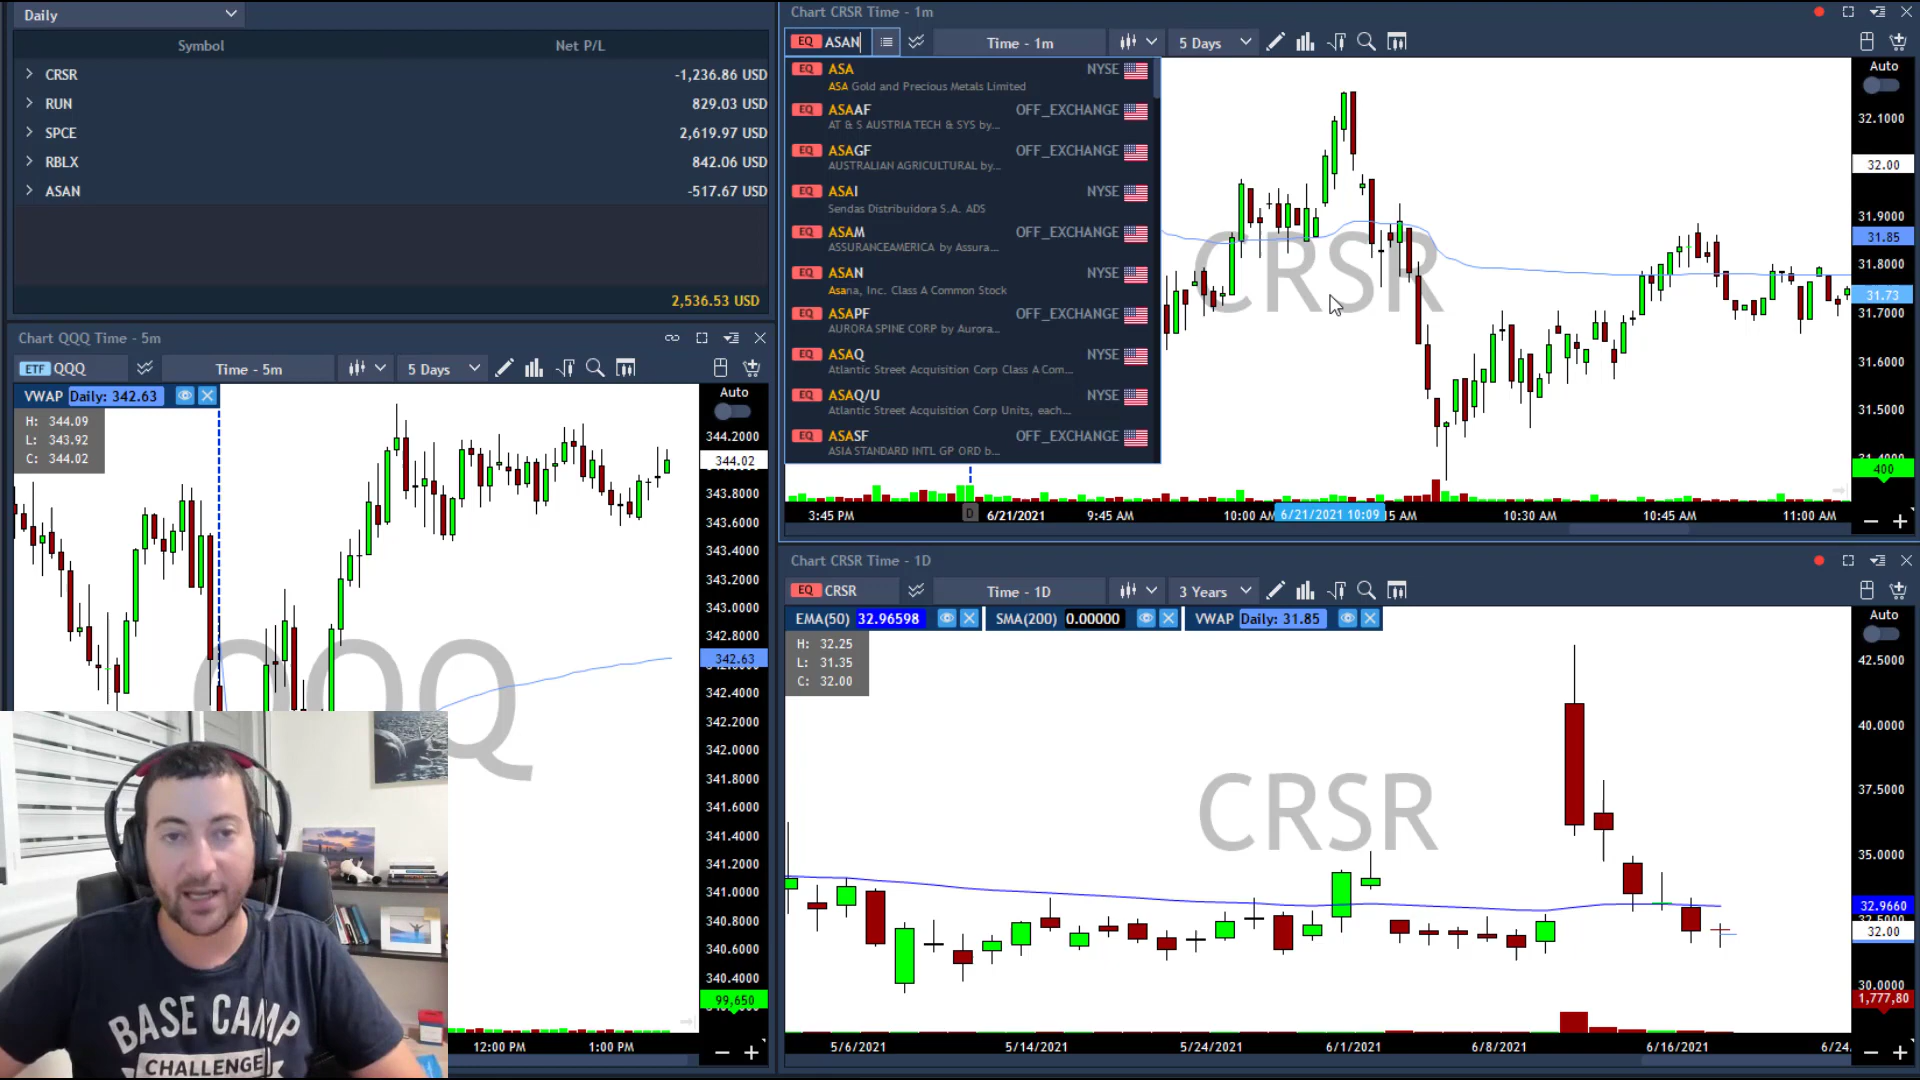 Daily
Symbol Net P/L
CRSR -1,236.86 USD
RUN 829.03 USD
SPCE 2,619.97 USD
RBLX 842.06 USD
ASAN -517.67 USD
2,536.53 USD
Chart QQQ Time - 5m
ETF QQQ Time - 5m 5 Days
VWAP Daily: 342.63
H: 344.09
L: 343.92
C: 344.02
Auto
344.2000
344.02
343.8000
343.6000
343.4000
343.2000
343.0000
342.8000
342.63
342.4000
342.2000
342.0000
341.8000
341.6000
341.4000
341.2000
341.0000
340.8000
340.6000
340.4000
99,650
QQQ
12:00 PM 1:00 PM
BASE CAMP
CHALLENGE
Chart CRSR Time - 1m
EQ ASAN Time - 1m 5 Days
EQ ASA NYSE
ASA Gold and Precious Metals Limited
EQ ASAAF OFF_EXCHANGE
AT & S AUSTRIA TECH & SYS by...
EQ ASAGF OFF_EXCHANGE
AUSTRALIAN AGRICULTURAL by...
EQ ASAI NYSE
Sendas Distribuidora S.A. ADS
EQ ASAM OFF_EXCHANGE
ASSURANCEAMERICA by Assura...
EQ ASAN NYSE
Asana, Inc. Class A Common Stock
EQ ASAPF OFF_EXCHANGE
AURORA SPINE CORP by Aurora...
EQ ASAQ NYSE
Atlantic Street Acquisition Corp Class A Com...
EQ ASAQ/U NYSE
Atlantic Street Acquisition Corp Units, each...
EQ ASASF OFF_EXCHANGE
ASIA STANDARD INTL GP ORD b...
CRSR
Auto
32.1000
32.00
31.9000
31.85
31.8000
31.73
31.7000
31.6000
31.5000
400
3:45 PM D 6/21/2021 9:45 AM 10:00 AM 6/21/2021 10:09 15 AM 10:30 AM 10:45 AM 11:00 AM
Chart CRSR Time - 1D
EQ CRSR Time - 1D 3 Years
EMA(50) 32.96598 SMA(200) 0.00000 VWAP Daily: 31.85
H: 32.25
L: 31.35
C: 32.00
CRSR
Auto
42.5000
40.0000
37.5000
35.0000
32.9660
32.00
30.0000
1,777,80
5/6/2021 5/14/2021 5/24/2021 6/1/2021 6/8/2021 6/16/2021 6/24